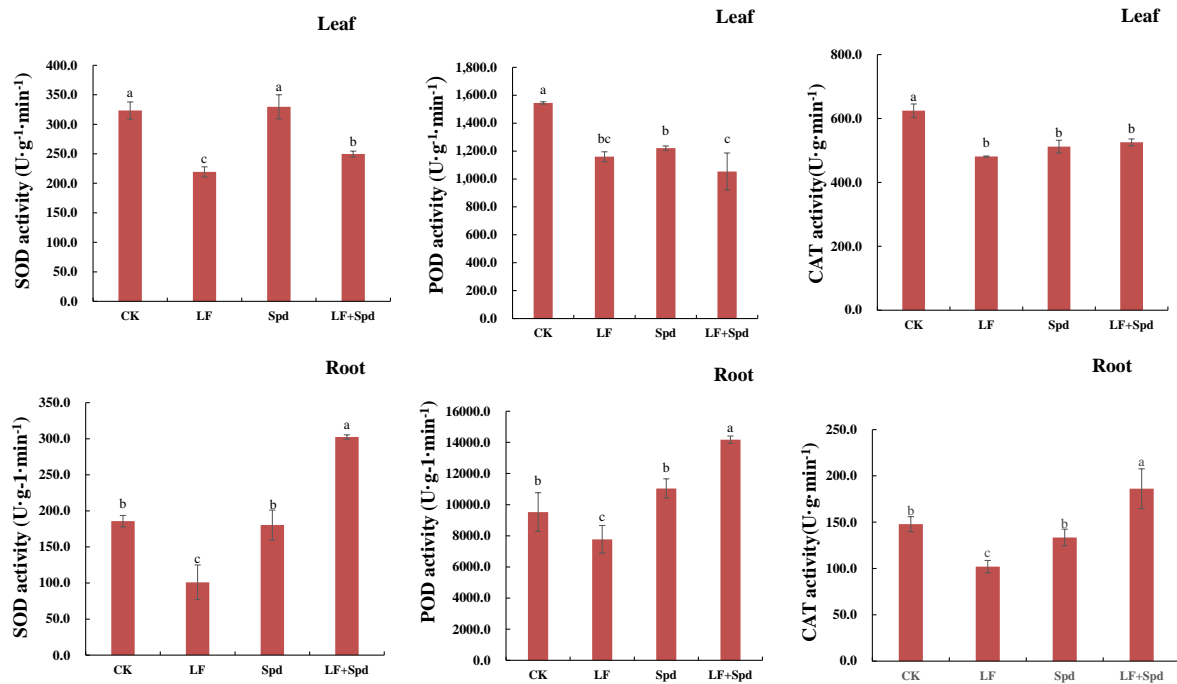 Leaf
SOD activity (U·g⁻¹·min⁻¹)
400.0
350.0
300.0
250.0
200.0
150.0
100.0
50.0
0.0
a
c
a
b
CK LF Spd LF+Spd
Leaf
POD activity (U·g⁻¹·min⁻¹)
1,800.0
1,600.0
1,400.0
1,200.0
1,000.0
800.0
600.0
400.0
200.0
0.0
a
bc
b
c
CK LF Spd LF+Spd
Leaf
CAT activity(U·g·min⁻¹)
800.0
600.0
400.0
200.0
0.0
a
b
b
b
CK LF Spd LF+Spd
Root
SOD activity (U·g-1·min⁻¹)
350.0
300.0
250.0
200.0
150.0
100.0
50.0
0.0
b
c
b
a
CK LF Spd LF+Spd
Root
POD activity (U·g-1·min⁻¹)
16000.0
14000.0
12000.0
10000.0
8000.0
6000.0
4000.0
2000.0
0.0
b
c
b
a
CK LF Spd LF+Spd
Root
CAT activity(U·g·min⁻¹)
250.0
200.0
150.0
100.0
50.0
0.0
b
c
b
a
CK LF Spd LF+Spd